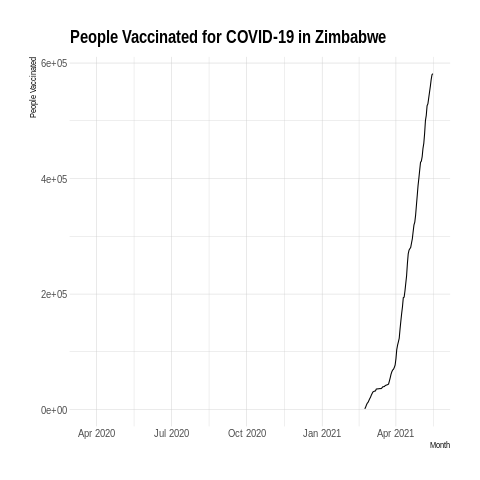 People Vaccinated for COVID-19 in Zimbabwe
People Vaccinated
6e+05
4e+05
2e+05
0e+00
Apr 2020 Jul 2020 Oct 2020 Jan 2021 Apr 2021
Month